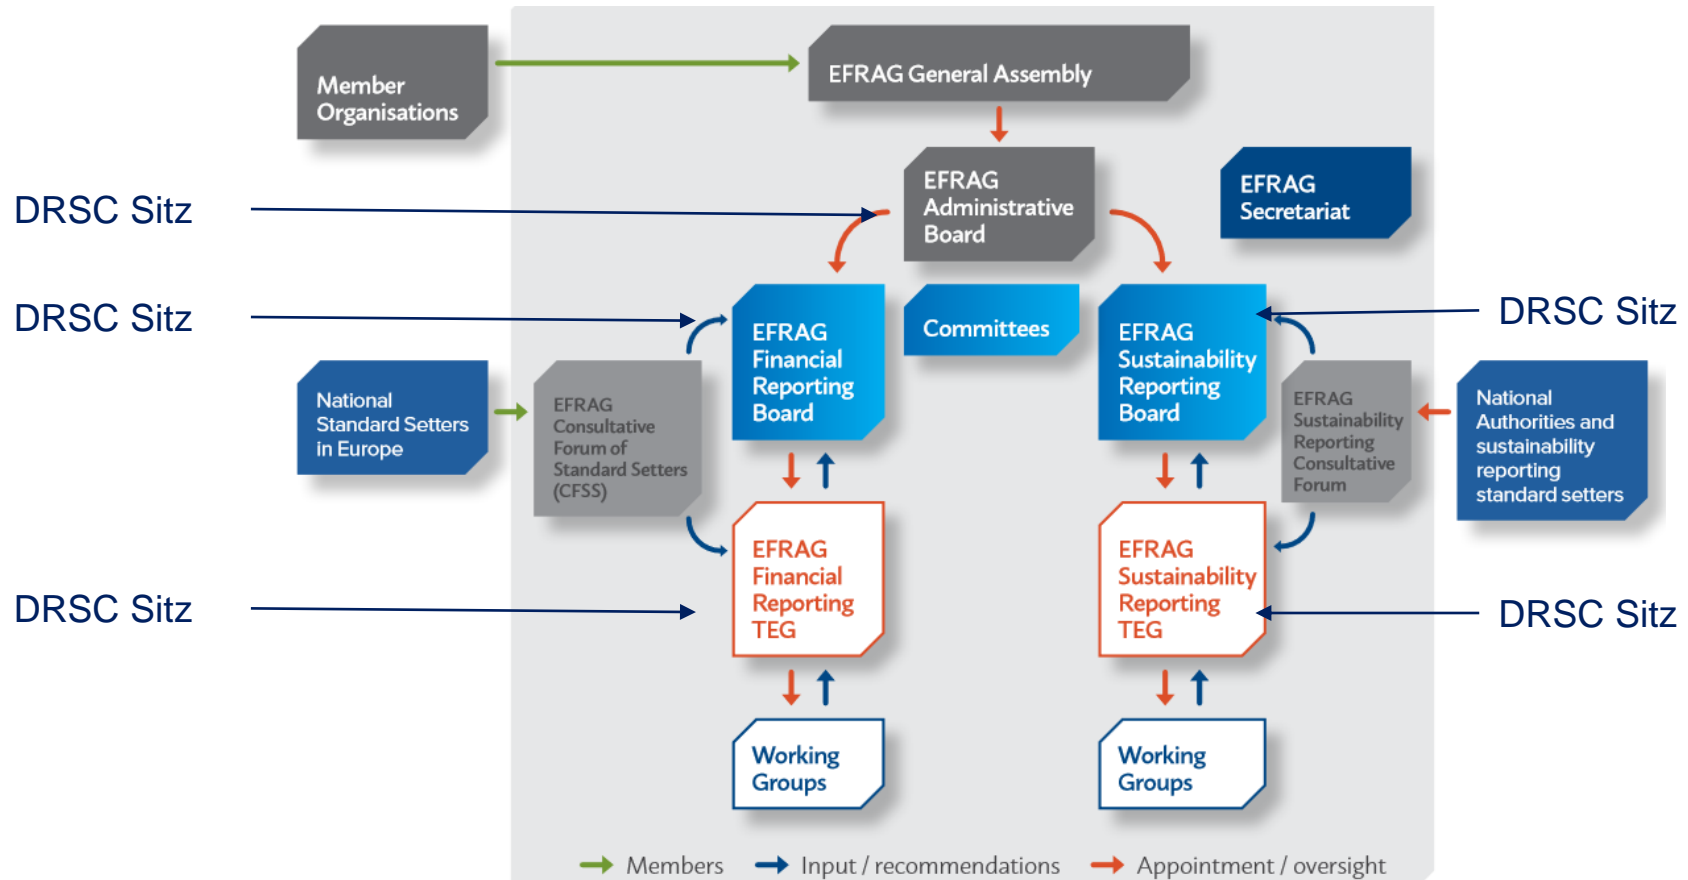 Member
Organisations
EFRAG General Assembly
DRSC Sitz
EFRAG
Administrative
Board
EFRAG
Secretariat
DRSC Sitz
EFRAG
Financial
Reporting
Board
Committees
EFRAG
Sustainability
Reporting
Board
DRSC Sitz
National
Standard Setters
in Europe
EFRAG
Consultative
Forum of
Standard Setters
(CFSS)
EFRAG
Sustainability
Reporting
Consultative
Forum
National
Authorities and
sustainability
reporting
standard setters
DRSC Sitz
EFRAG
Financial
Reporting
TEG
EFRAG
Sustainability
Reporting
TEG
DRSC Sitz
Working
Groups
Working
Groups
Members
Input / recommendations
Appointment / oversight